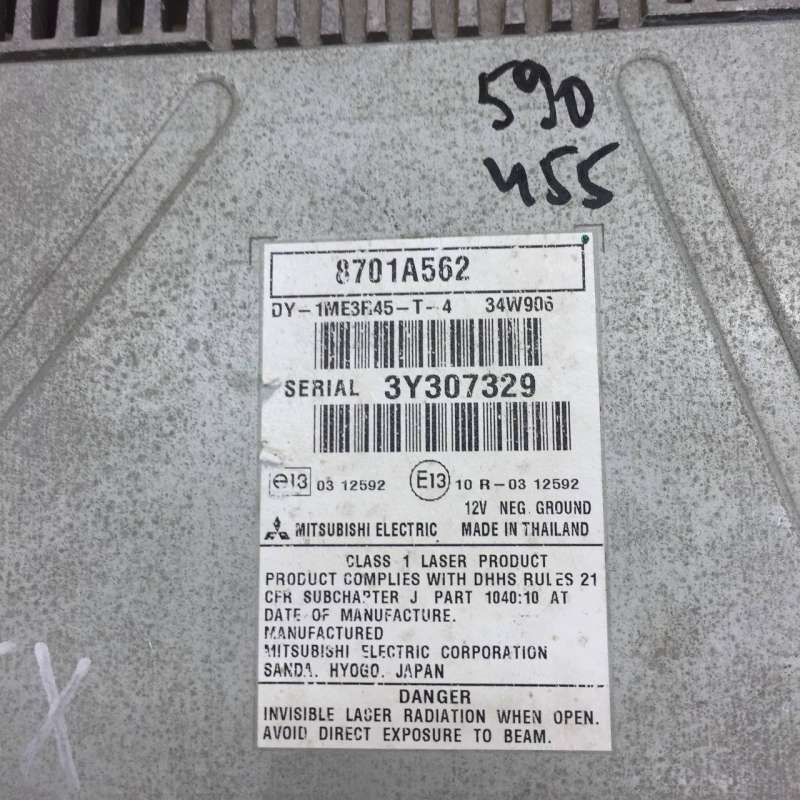 590
455
8701A562
DY-1ME3R45-T-4 34W906
SERIAL 3Y307329
e13 03 12592 E13 10 R-03 12592
12V NEG. GROUND
MITSUBISHI ELECTRIC MADE IN THAILAND
CLASS 1 LASER PRODUCT
PRODUCT COMPLIES WITH DHHS RULES 21
CFR SUBCHAPTER J PART 1040:10 AT
DATE OF MANUFACTURE.
MANUFACTURED
MITSUBISHI ELECTRIC CORPORATION
SANDA, HYOGO, JAPAN
DANGER
INVISIBLE LASER RADIATION WHEN OPEN.
AVOID DIRECT EXPOSURE TO BEAM.